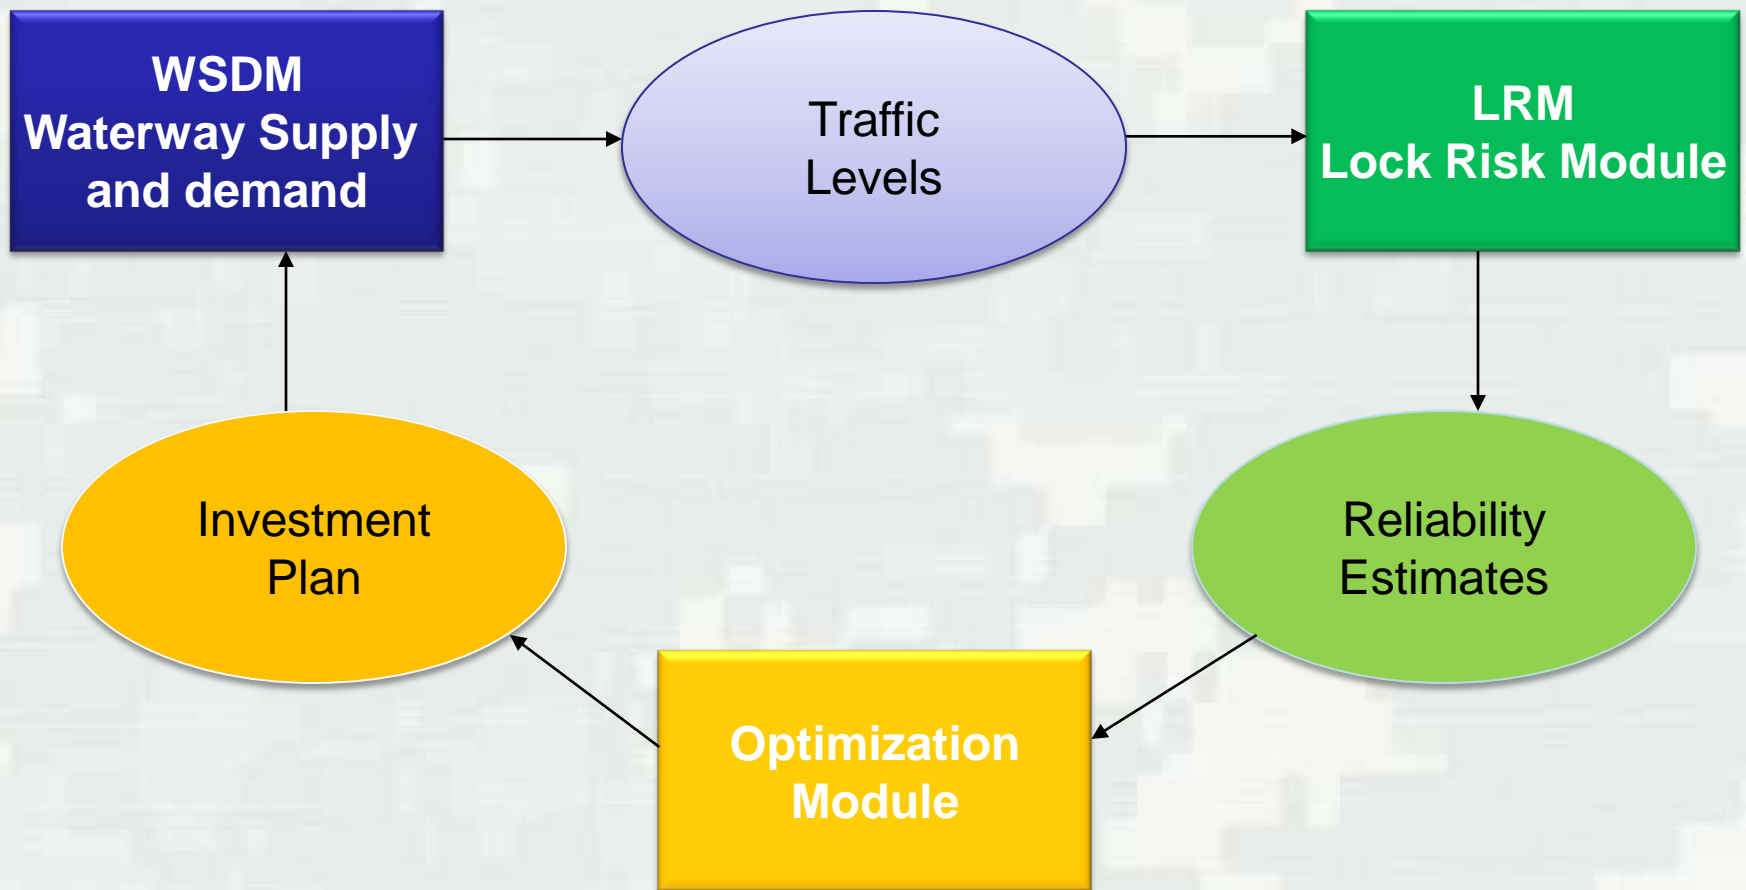 WSDM
Waterway Supply
and demand
Traffic
Levels
LRM
Lock Risk Module
Investment
Plan
Reliability
Estimates
Optimization
Module